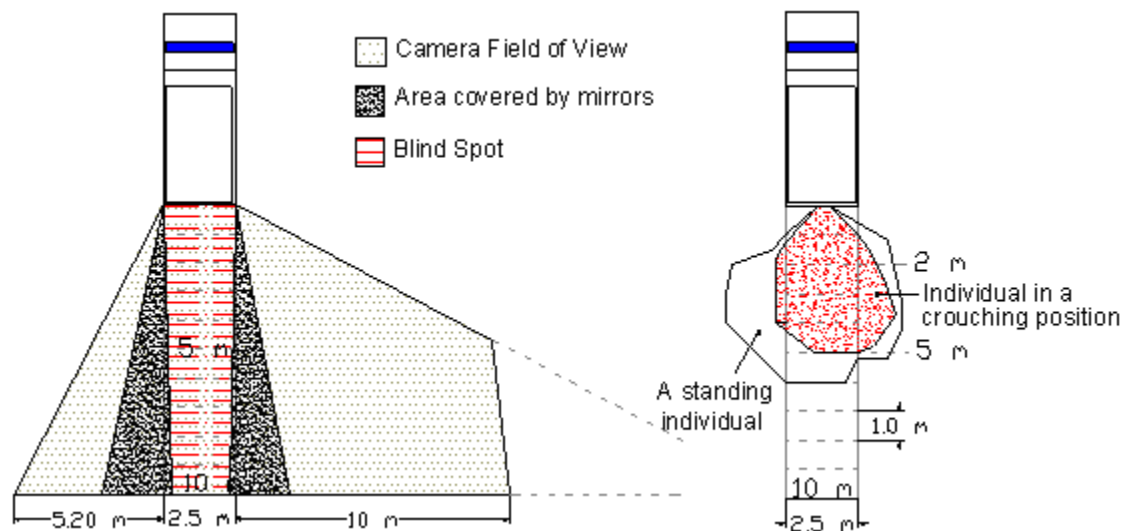 Camera Field of View
Area covered by mirrors
Blind Spot
5 m
10
5.20 m
2.5 m
10 m
2 m
Individual in a
crouching position
5 m
A standing
individual
1.0 m
10 m
2.5 m